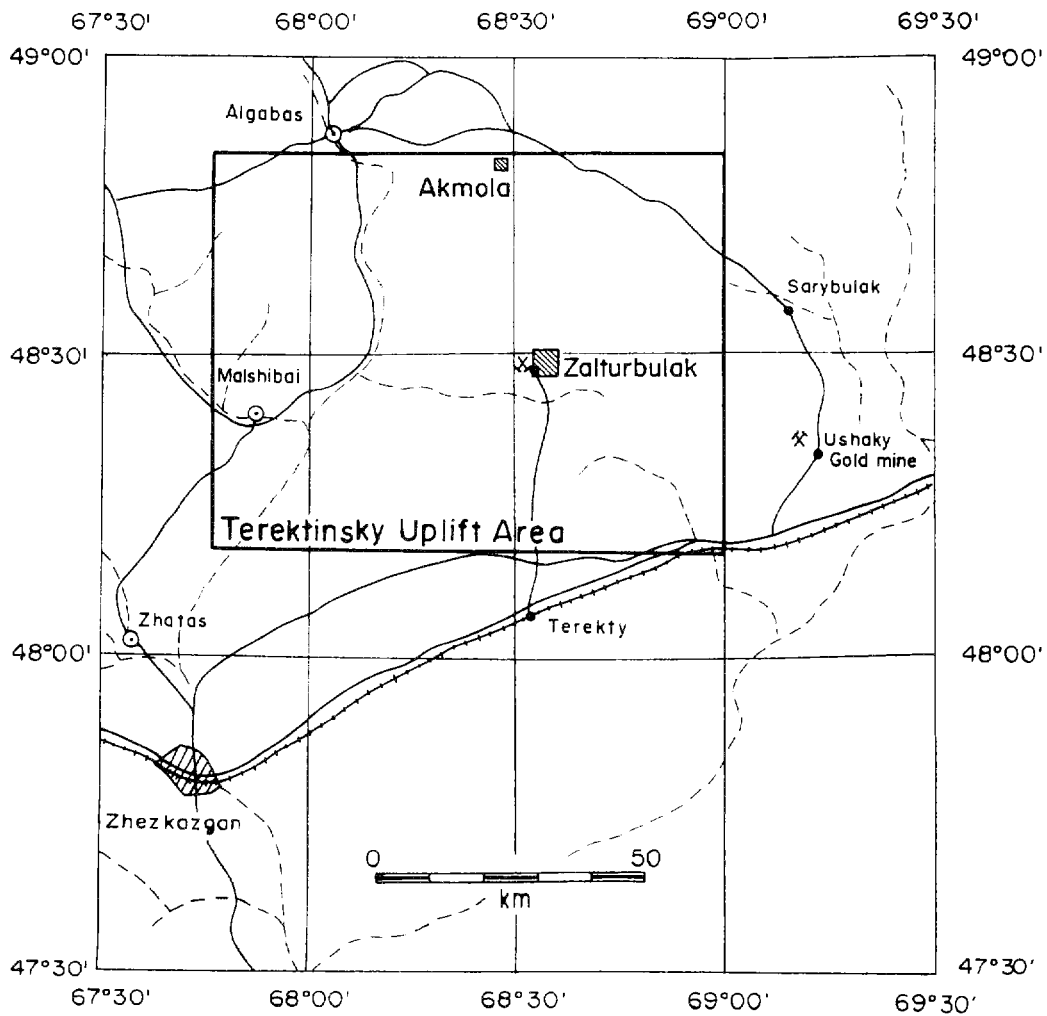 67°30' 68°00' 68°30' 69°00' 69°30'
49°00' 49°00'
Aigabas
Akmola
Sarybulak
48°30' 48°30'
Zalturbulak
Malshibai
Ushaky
Gold mine
Terektinsky Uplift Area
Zhatas
Terekty
48°00' 48°00'
Zhezkazgan
0 50
km
47°30' 47°30'
67°30' 68°00' 68°30' 69°00' 69°30'